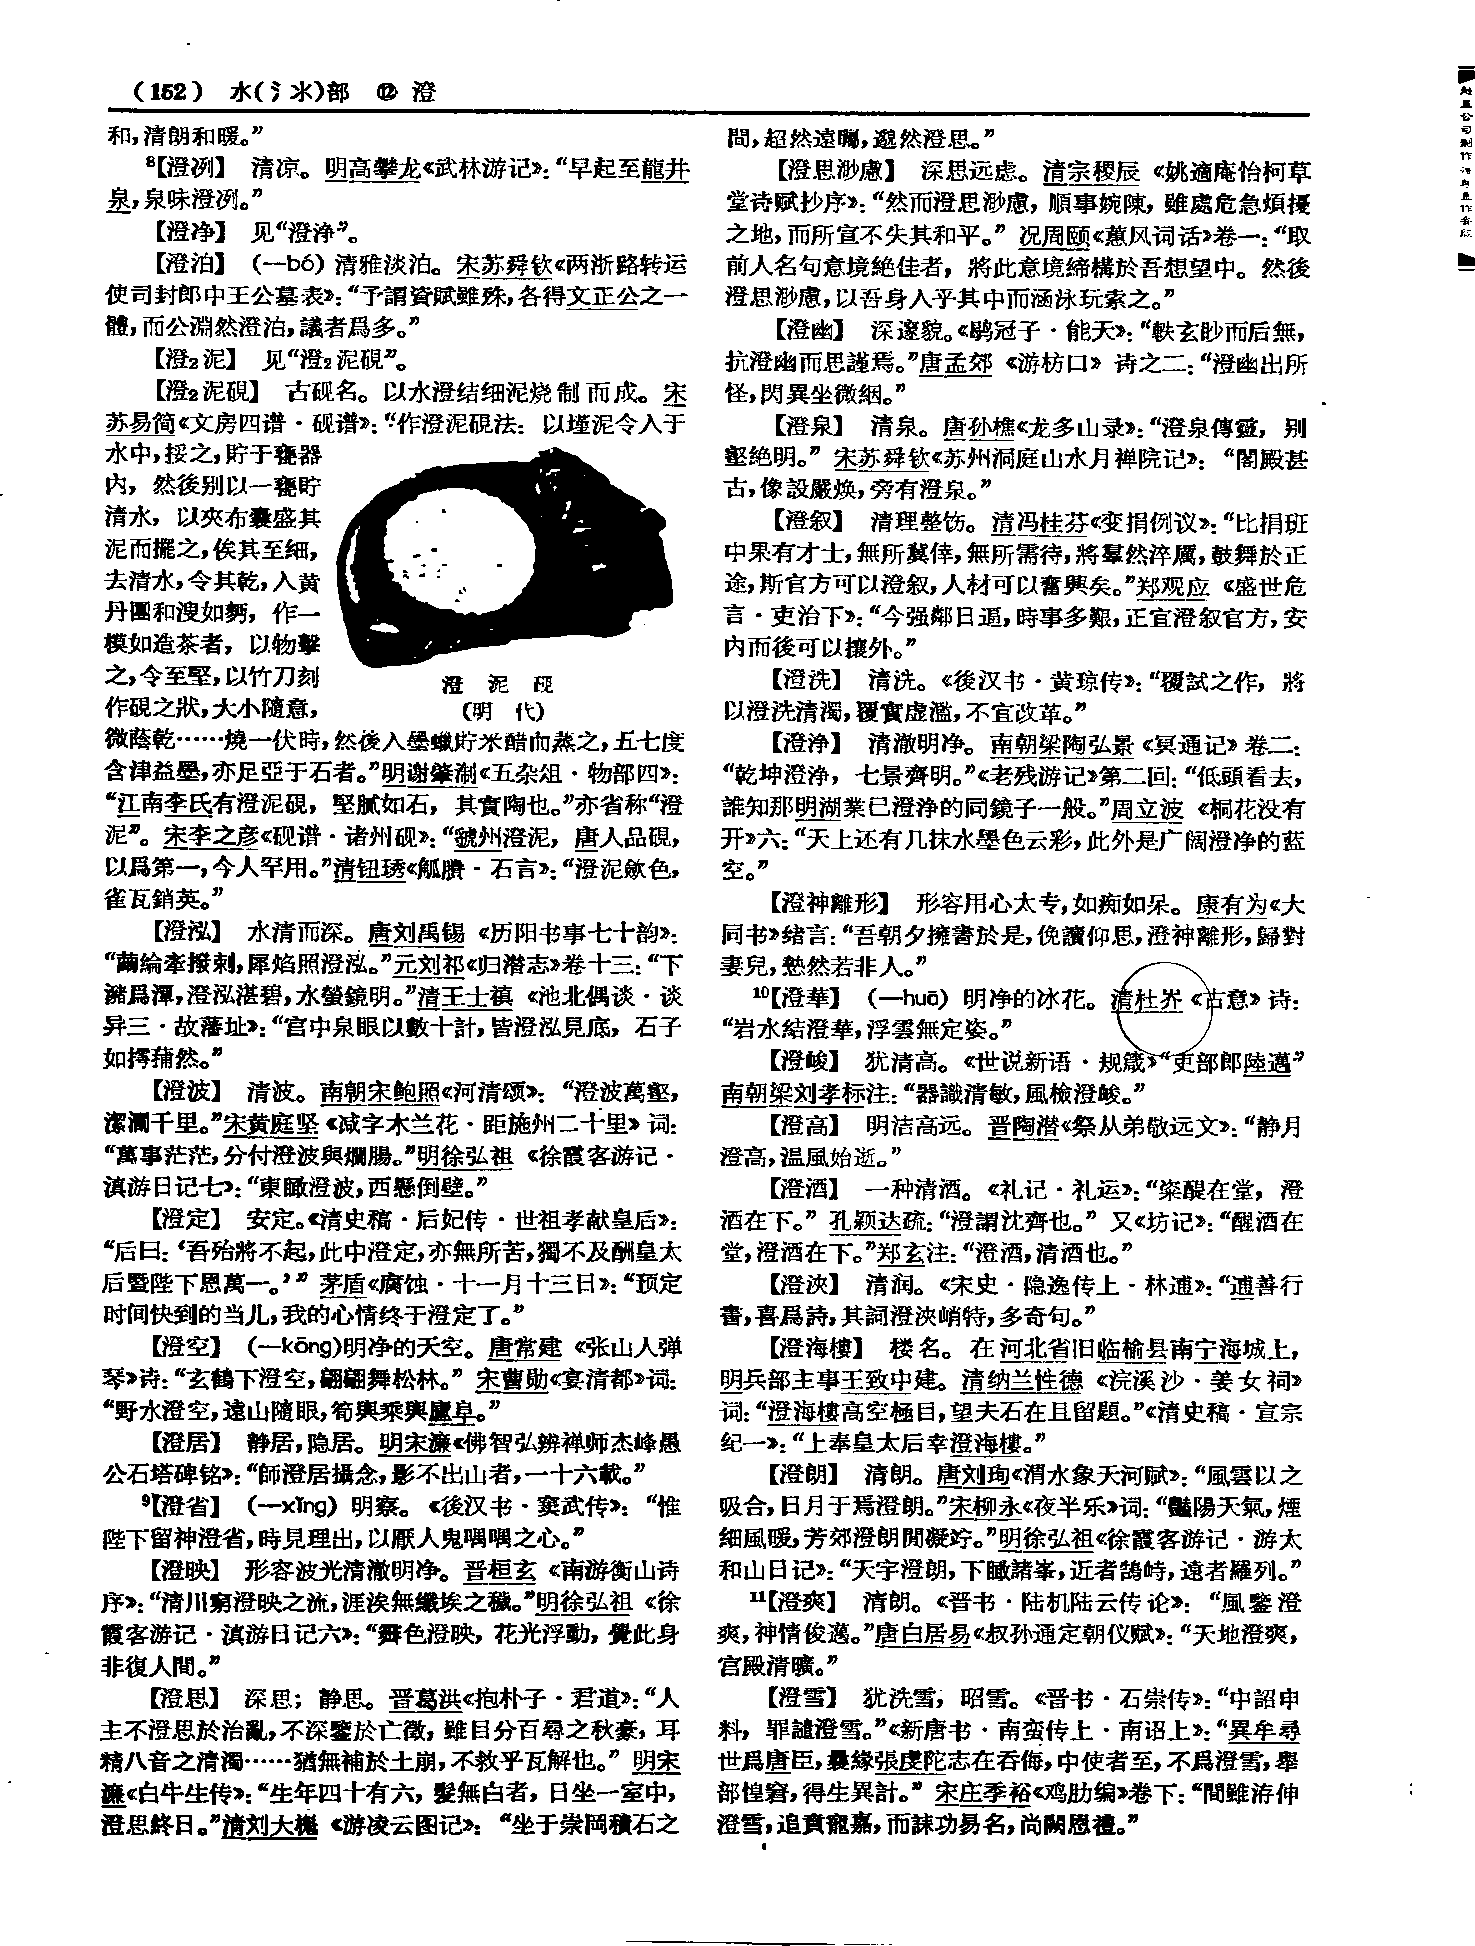 （152） 水(氵氺)部 ⑫ 澄
和，清朗和暖。”
⁸【澄冽】 清凉。明高攀龙《武林游记》：“早起至龍井
泉，泉味澄冽。”
【澄净】 见“澄浄”。
【澄泊】 （—bó）清雅淡泊。宋苏舜钦《两浙路转运
使司封郎中王公墓表》：“予謂資賦雖殊，各得文正公之一
體，而公淵然澄泊，議者爲多。”
【澄₂泥】 见“澄₂泥硯”。
【澄₂泥硯】 古砚名。以水澄结细泥烧制而成。宋
苏易简《文房四谱·砚谱》：“作澄泥硯法：以墐泥令入于
水中，挼之，貯于甕器
内，然後别以一甕貯
清水，以夾布囊盛其
泥而擺之，俟其至細，
去清水，令其乾，入黄
丹團和溲如麪，作一
模如造茶者，以物擊
之，令至堅，以竹刀刻
作硯之狀，大小隨意，
澄泥砚
（明代）
微蔭乾……燒一伏時，然後入墨蠟貯米醋而蒸之，五七度
含津益墨，亦足亞于石者。”明谢肇淛《五杂俎·物部四》：
“江南李氏有澄泥硯，堅膩如石，其實陶也。”亦省称“澄
泥”。宋李之彦《砚谱·诸州砚》：“虢州澄泥，唐人品硯，
以爲第一，今人罕用。”清钮琇《觚賸·石言》：“澄泥斂色，
雀瓦銷英。”
【澄泓】 水清而深。唐刘禹锡《历阳书事七十韵》：
“繭綸牽撥剌，犀焰照澄泓。”元刘祁《归潜志》卷十三：“下
瀦爲潭，澄泓湛碧，水螢鏡明。”清王士禛《池北偶谈·谈
异三·故藩址》：“宫中泉眼以數十計，皆澄泓見底，石子
如摴蒱然。”
【澄波】 清波。南朝宋鲍照《河清颂》：“澄波萬壑，
潔瀾千里。”宋黄庭坚《减字木兰花·距施州二十里》词：
“萬事茫茫，分付澄波與爛腸。”明徐弘祖《徐霞客游记·
滇游日记七》：“東瞰澄波，西懸倒壁。”
【澄定】 安定。《清史稿·后妃传·世祖孝献皇后》：
“后曰：‘吾殆將不起，此中澄定，亦無所苦，獨不及酬皇太
后暨陛下恩萬一。’” 茅盾《腐蚀·十一月十三日》：“预定
时间快到的当儿，我的心情终于澄定了。”
【澄空】 （—kōng）明净的天空。唐常建《张山人弹
琴》诗：“玄鶴下澄空，翩翩舞松林。”宋曹勋《宴清都》词：
“野水澄空，遠山隨眼，筍輿乘興廬阜。”
【澄居】 静居，隐居。明宋濂《佛智弘辨禅师杰峰愚
公石塔碑铭》：“師澄居攝念，影不出山者，一十六載。”
⁹【澄省】 （—xǐng）明察。《後汉书·窦武传》：“惟
陛下留神澄省，時見理出，以厭人鬼喁喁之心。”
【澄映】 形容波光清澈明净。晋桓玄《南游衡山诗
序》：“清川窮澄映之流，涯涘無纖埃之穢。”明徐弘祖《徐
霞客游记·滇游日记六》：“霽色澄映，花光浮動，覺此身
非復人間。”
【澄思】 深思；静思。晋葛洪《抱朴子·君道》：“人
主不澄思於治亂，不深鑒於亡徵，雖目分百尋之秋豪，耳
精八音之清濁……猶無補於土崩，不救乎瓦解也。”明宋
濂《白牛生传》：“生年四十有六，髮無白者，日坐一室中，
澄思終日。”清刘大櫆《游凌云图记》：“坐于崇岡積石之
間，超然遠矚，邈然澄思。”
【澄思渺慮】 深思远虑。清宗稷辰《姚適庵怡柯草
堂诗赋抄序》：“然而澄思渺慮，順事婉陳，雖處危急煩擾
之地，而所宣不失其和平。”况周颐《蕙风词话》卷一：“取
前人名句意境絶佳者，將此意境締構於吾想望中。然後
澄思渺慮，以吾身入乎其中而涵泳玩索之。”
【澄幽】 深邃貌。《鹖冠子·能天》：“軼玄眇而后無，
抗澄幽而思謹焉。”唐孟郊《游枋口》诗之二：“澄幽出所
怪，閃異坐微絪。”
【澄泉】 清泉。唐孙樵《龙多山录》：“澄泉傳靈，别
壑絶明。”宋苏舜钦《苏州洞庭山水月禅院记》：“閣殿甚
古，像設嚴焕，旁有澄泉。”
【澄叙】 清理整饬。清冯桂芬《变捐例议》：“比捐班
中果有才士，無所冀倖，無所需待，將羣然淬厲，鼓舞於正
途，斯官方可以澄叙，人材可以奮興矣。”郑观应《盛世危
言·吏治下》：“今强鄰日逼，時事多艱，正宜澄叙官方，安
内而後可以攘外。”
【澄洗】 清洗。《後汉书·黄琼传》：“覆試之作，將
以澄洗清濁，覆實虚濫，不宜改革。”
【澄浄】 清澈明净。南朝梁陶弘景《冥通记》卷二：
“乾坤澄浄，七景齊明。”《老残游记》第二回：“低頭看去，
誰知那明湖業已澄浄的同鏡子一般。”周立波《桐花没有
开》六：“天上还有几抹水墨色云彩，此外是广阔澄净的蓝
空。”
【澄神離形】 形容用心太专，如痴如呆。康有为《大
同书》绪言：“吾朝夕擁書於是，俛讀仰思，澄神離形，歸對
妻兒，慹然若非人。”
¹⁰【澄華】 （—huā）明净的冰花。清杜岕《古意》诗：
“岩水結澄華，浮雲無定姿。”
【澄峻】 犹清高。《世说新语·规箴》“吏部郎陸邁”
南朝梁刘孝标注：“器識清敏，風檢澄峻。”
【澄高】 明洁高远。晋陶潜《祭从弟敬远文》：“静月
澄高，温風始逝。”
【澄酒】 一种清酒。《礼记·礼运》：“粢醍在堂，澄
酒在下。”孔颖达疏：“澄謂沈齊也。”又《坊记》：“醒酒在
堂，澄酒在下。”郑玄注：“澄酒，清酒也。”
【澄浹】 清润。《宋史·隐逸传上·林逋》：“逋善行
書，喜爲詩，其詞澄浹峭特，多奇句。”
【澄海樓】 楼名。在河北省旧临榆县南宁海城上，
明兵部主事王致中建。清纳兰性德《浣溪沙·姜女祠》
词：“澄海樓高空極目，望夫石在且留題。”《清史稿·宣宗
纪一》：“上奉皇太后幸澄海樓。”
【澄朗】 清朗。唐刘珣《渭水象天河赋》：“風雲以之
吸合，日月于焉澄朗。”宋柳永《夜半乐》词：“豔陽天氣，煙
細風暖，芳郊澄朗閒凝竚。”明徐弘祖《徐霞客游记·游太
和山日记》：“天宇澄朗，下瞰諸峯，近者鵠峙，遠者羅列。”
¹¹【澄爽】 清朗。《晋书·陆机陆云传论》：“風鑒澄
爽，神情俊邁。”唐白居易《叔孙通定朝仪赋》：“天地澄爽，
宫殿清曠。”
【澄雪】 犹洗雪，昭雪。《晋书·石崇传》：“中詔申
料，罪譴澄雪。”《新唐书·南蛮传上·南诏上》：“異牟尋
世爲唐臣，曩緣張虔陀志在吞侮，中使者至，不爲澄雪，舉
部惶窘，得生異計。”宋庄季裕《鸡肋编》卷下：“間雖洊伸
澄雪，追賁寵嘉，而誄功易名，尚闕恩禮。”